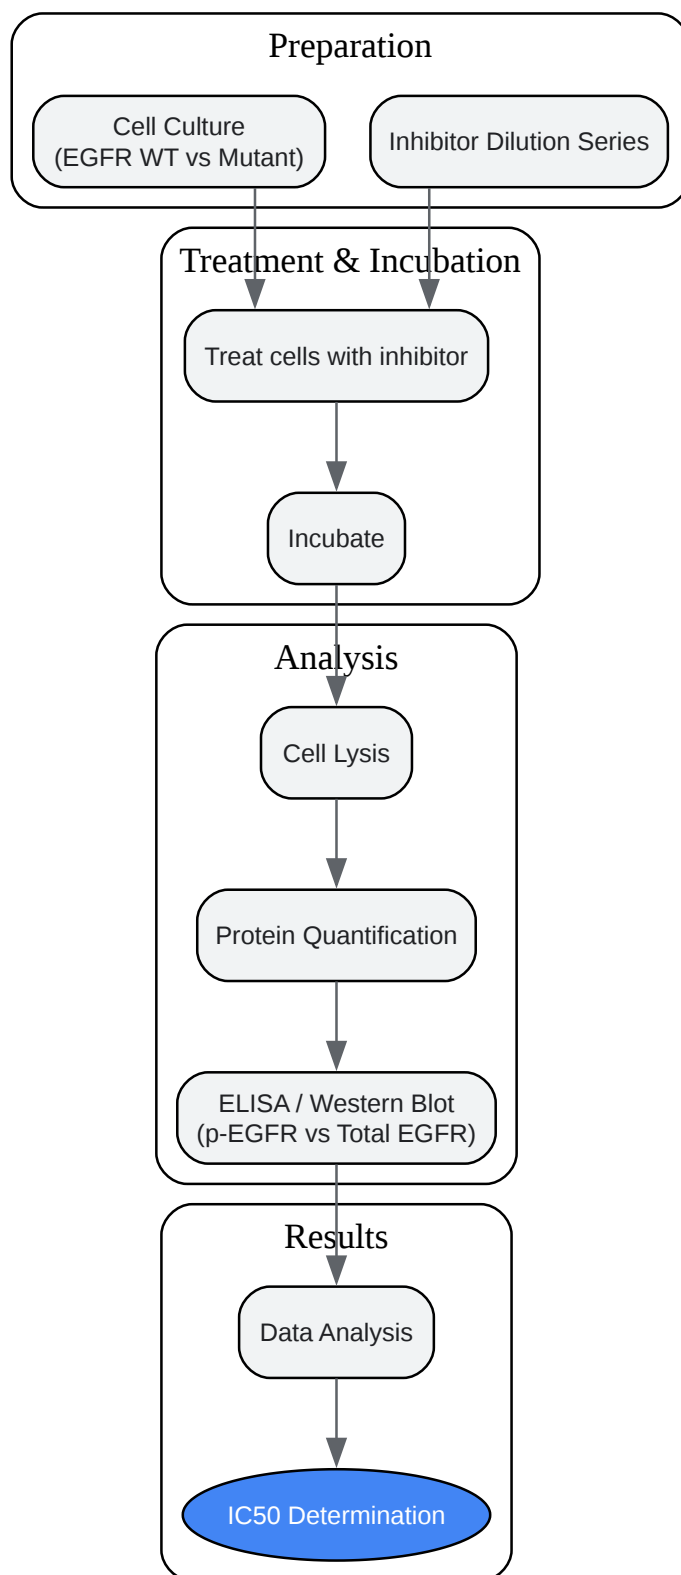 Preparation
Cell Culture
(EGFR WT vs Mutant)
Inhibitor Dilution Series
Treatment & Incubation
Treat cells with inhibitor
Incubate
Analysis
Cell Lysis
Protein Quantification
ELISA / Western Blot
(p-EGFR vs Total EGFR)
Results
Data Analysis
IC50 Determination